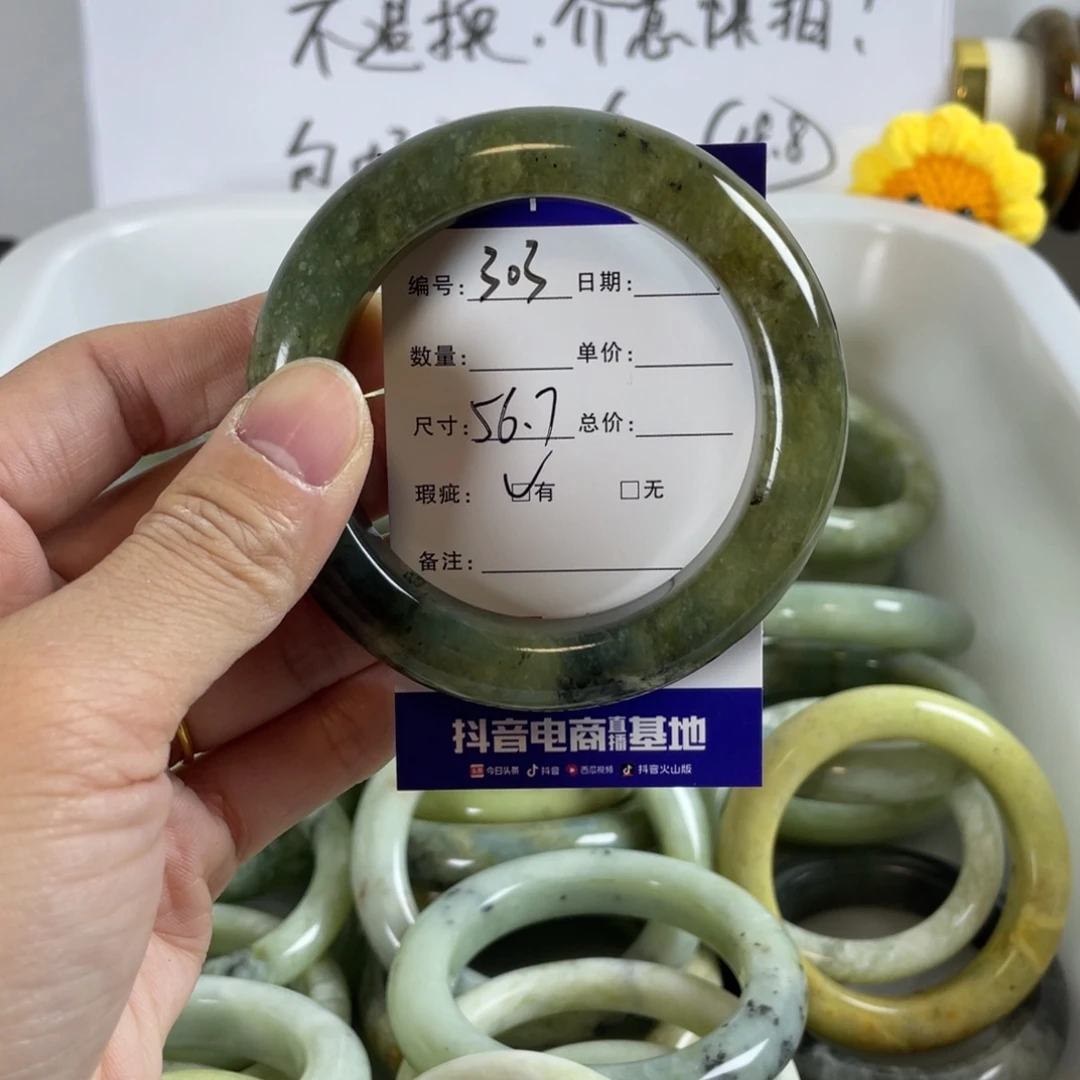 不退换，介意慎拍！
编号：303 日期：
数量： 单价：
尺寸：56.7 总价：
瑕疵： ☑有 □无
备注：
抖音电商直播基地
今日头条 抖音 西瓜视频 抖音火山版